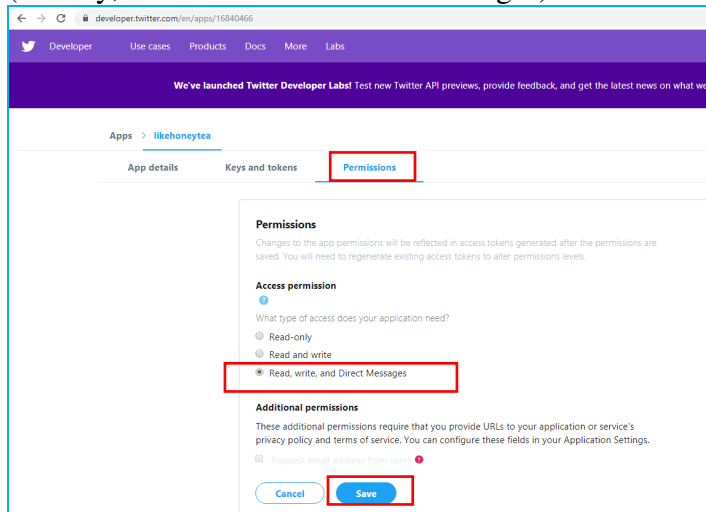 developer.twitter.com/en/apps/16840466
Developer Use cases Products Docs More Labs
We've launched Twitter Developer Labs! Test new Twitter API previews, provide feedback, and get the latest news on what we
Apps > likehoneytea
App details Keys and tokens Permissions
Permissions
Changes to the app permissions will be reflected in access tokens generated after the permissions are
saved. You will need to regenerate existing access tokens to alter permissions levels.
Access permission
?
What type of access does your application need?
Read-only
Read and write
Read, write, and Direct Messages
Additional permissions
These additional permissions require that you provide URLs to your application or service's
privacy policy and terms of service. You can configure these fields in your Application Settings.
Request email address from users
Cancel Save